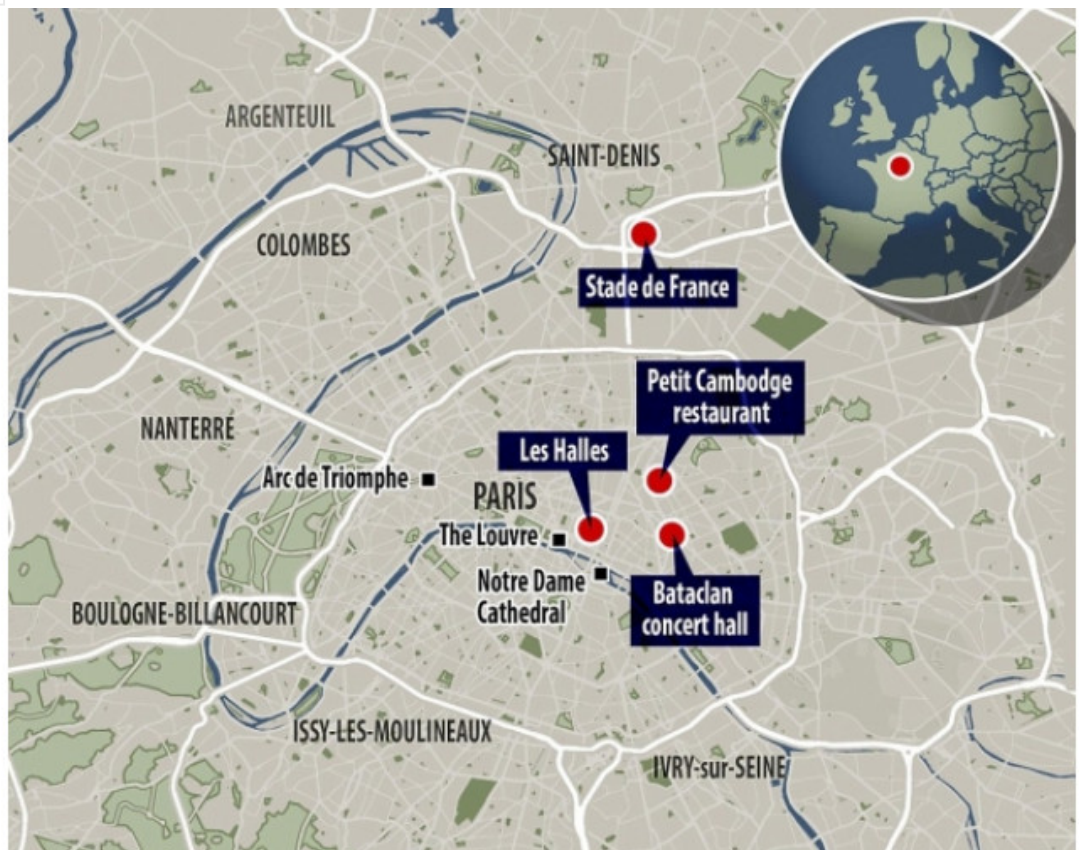 ARGENTEUIL
SAINT-DENIS
COLOMBES
Stade de France
Petit Cambodge
restaurant
NANTERRE
Les Halles
Arc de Triomphe
PARIS
The Louvre
Notre Dame
Cathedral
Bataclan
concert hall
BOULOGNE-BILLANCOURT
ISSY-LES-MOULINEAUX
IVRY-sur-SEINE